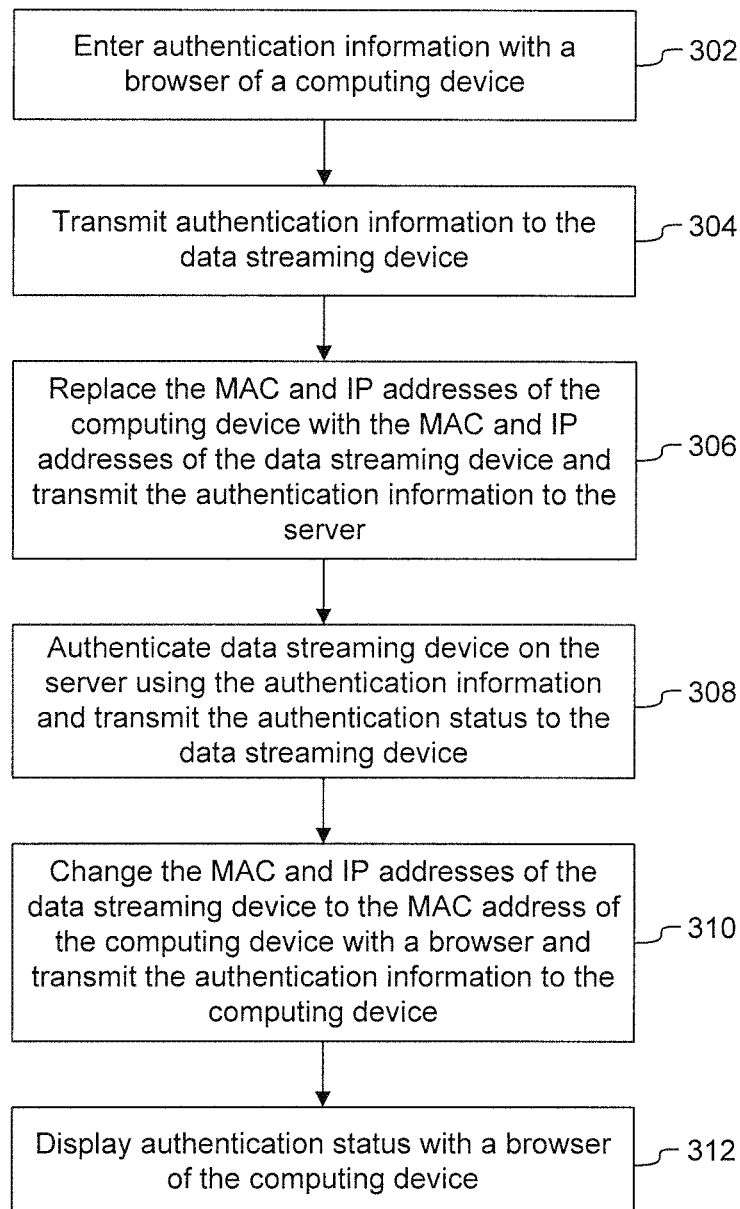 Enter authentication information with a
browser of a computing device
302
Transmit authentication information to the
data streaming device
304
Replace the MAC and IP addresses of the
computing device with the MAC and IP
addresses of the data streaming device and
transmit the authentication information to the
server
306
Authenticate data streaming device on the
server using the authentication information
and transmit the authentication status to the
data streaming device
308
Change the MAC and IP addresses of the
data streaming device to the MAC address of
the computing device with a browser and
transmit the authentication information to the
computing device
310
Display authentication status with a browser
of the computing device
312